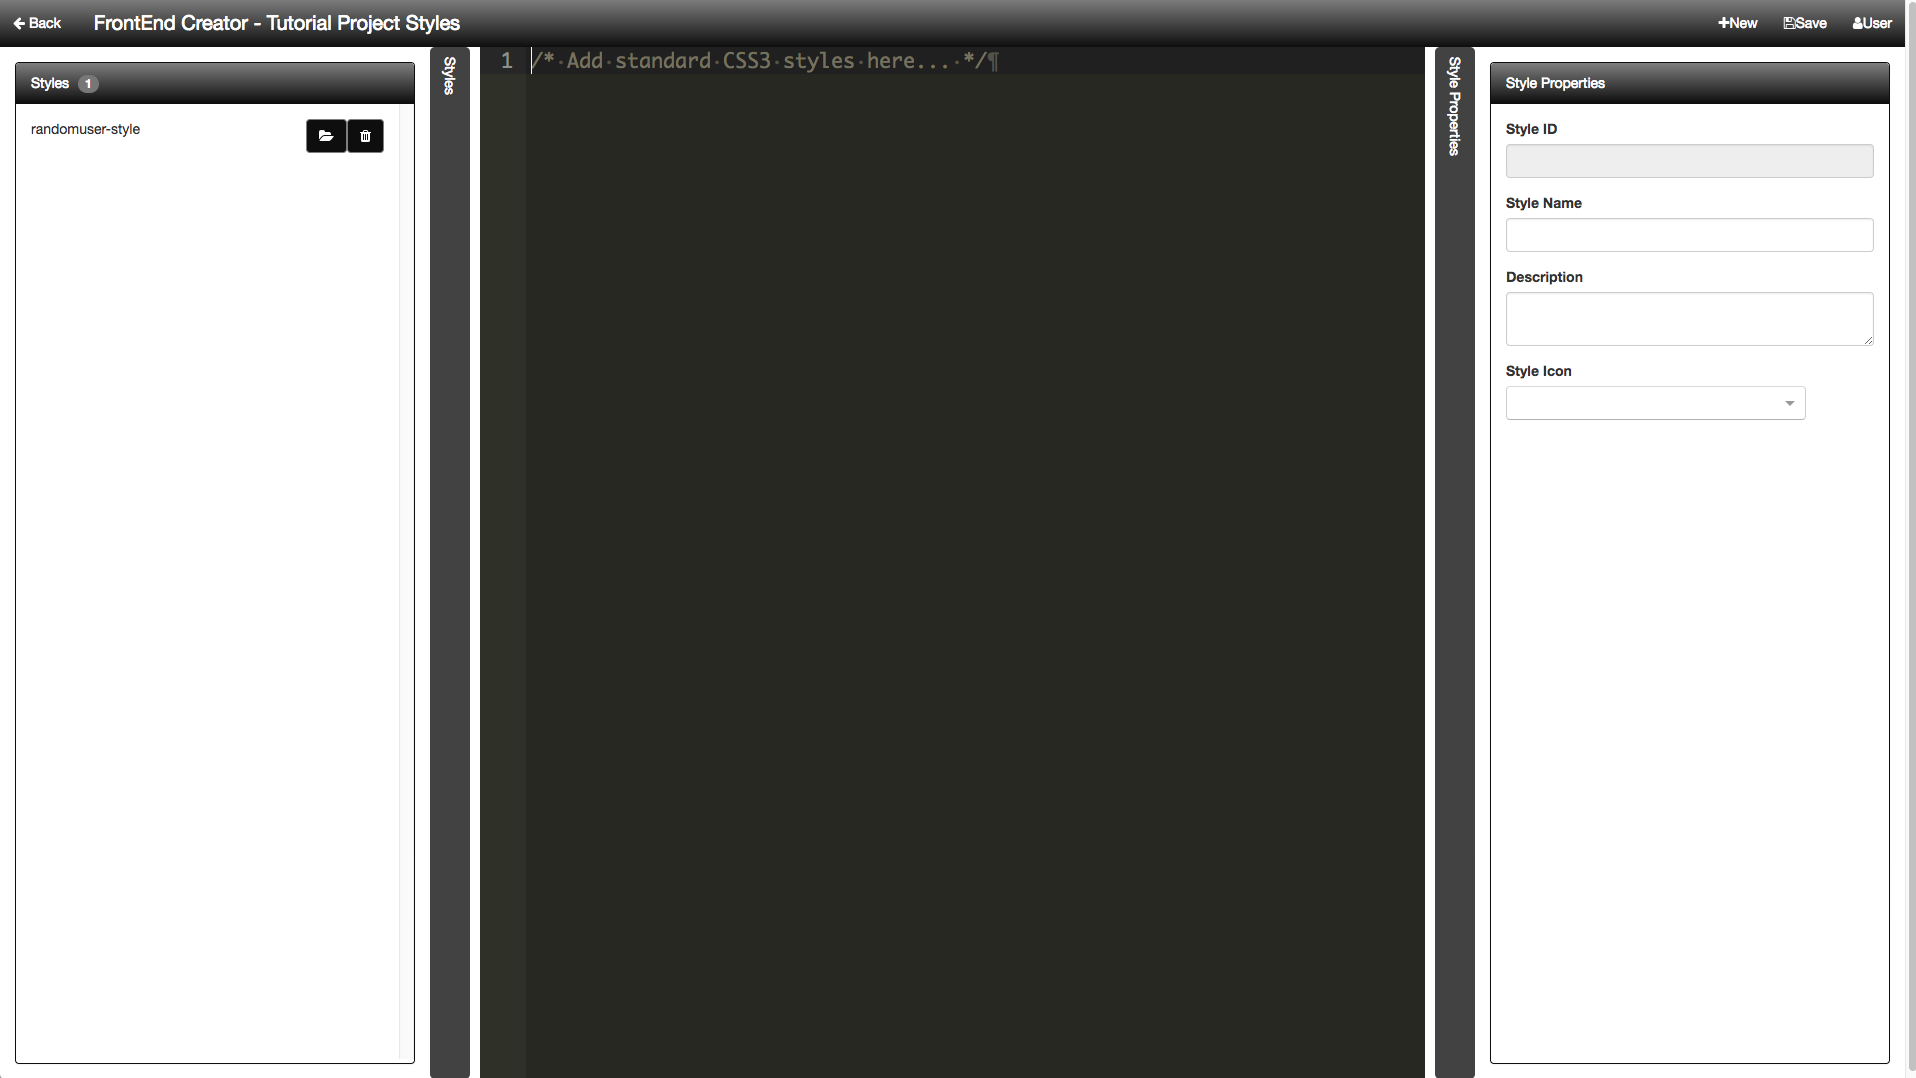 Back FrontEnd Creator - Tutorial Project Styles New Save User
Styles 1
randomuser-style
Styles
1 /* Add standard CSS3 styles here... */¶
Style Properties
Style Properties
Style ID
Style Name
Description
Style Icon